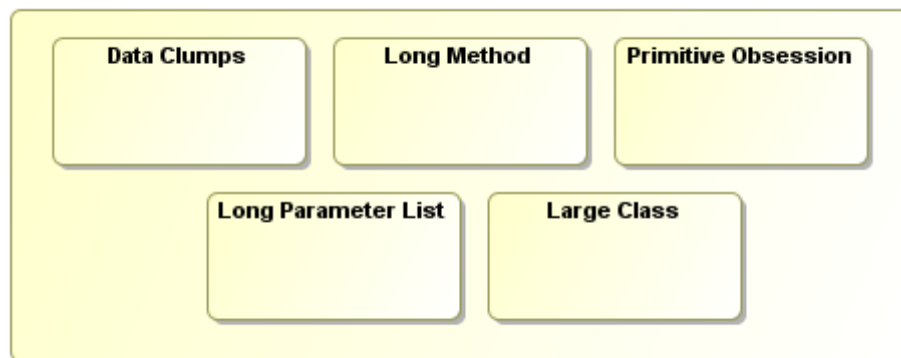 Data Clumps
Long Method
Primitive Obsession
Long Parameter List
Large Class